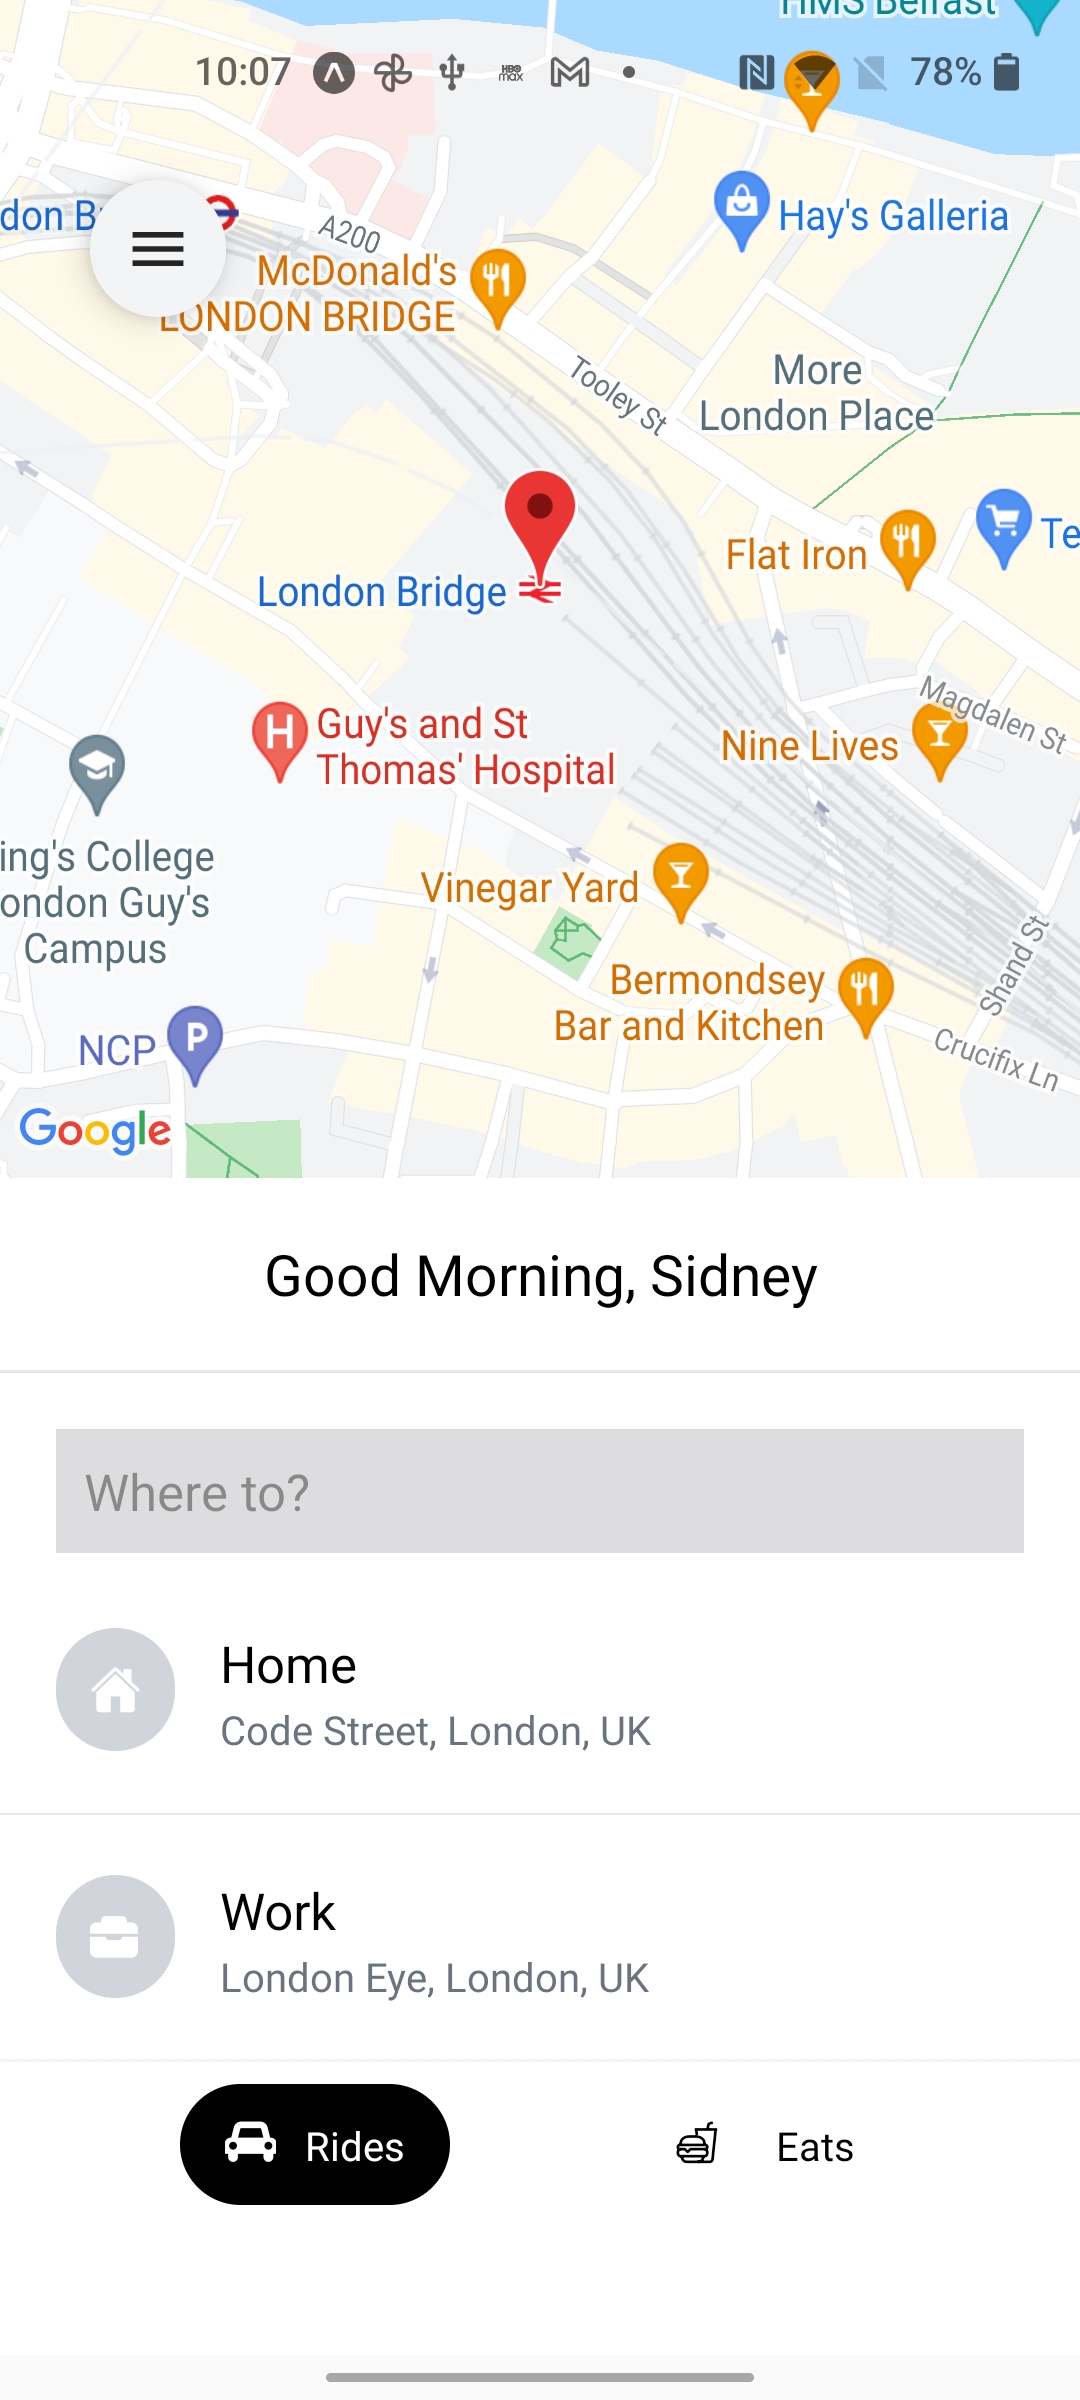 HMS Belfast
10:07
78%
don B
A200
Hay's Galleria
McDonald's
LONDON BRIDGE
Tooley St
More
London Place
Flat Iron
Te
London Bridge
Magdalen St
Guy's and St
Thomas' Hospital
Nine Lives
ing's College
ondon Guy's
Campus
Vinegar Yard
Shand St
Bermondsey
Bar and Kitchen
NCP
P
Crucifix Ln
Google
Good Morning, Sidney
Where to?
Home
Code Street, London, UK
Work
London Eye, London, UK
Rides
Eats